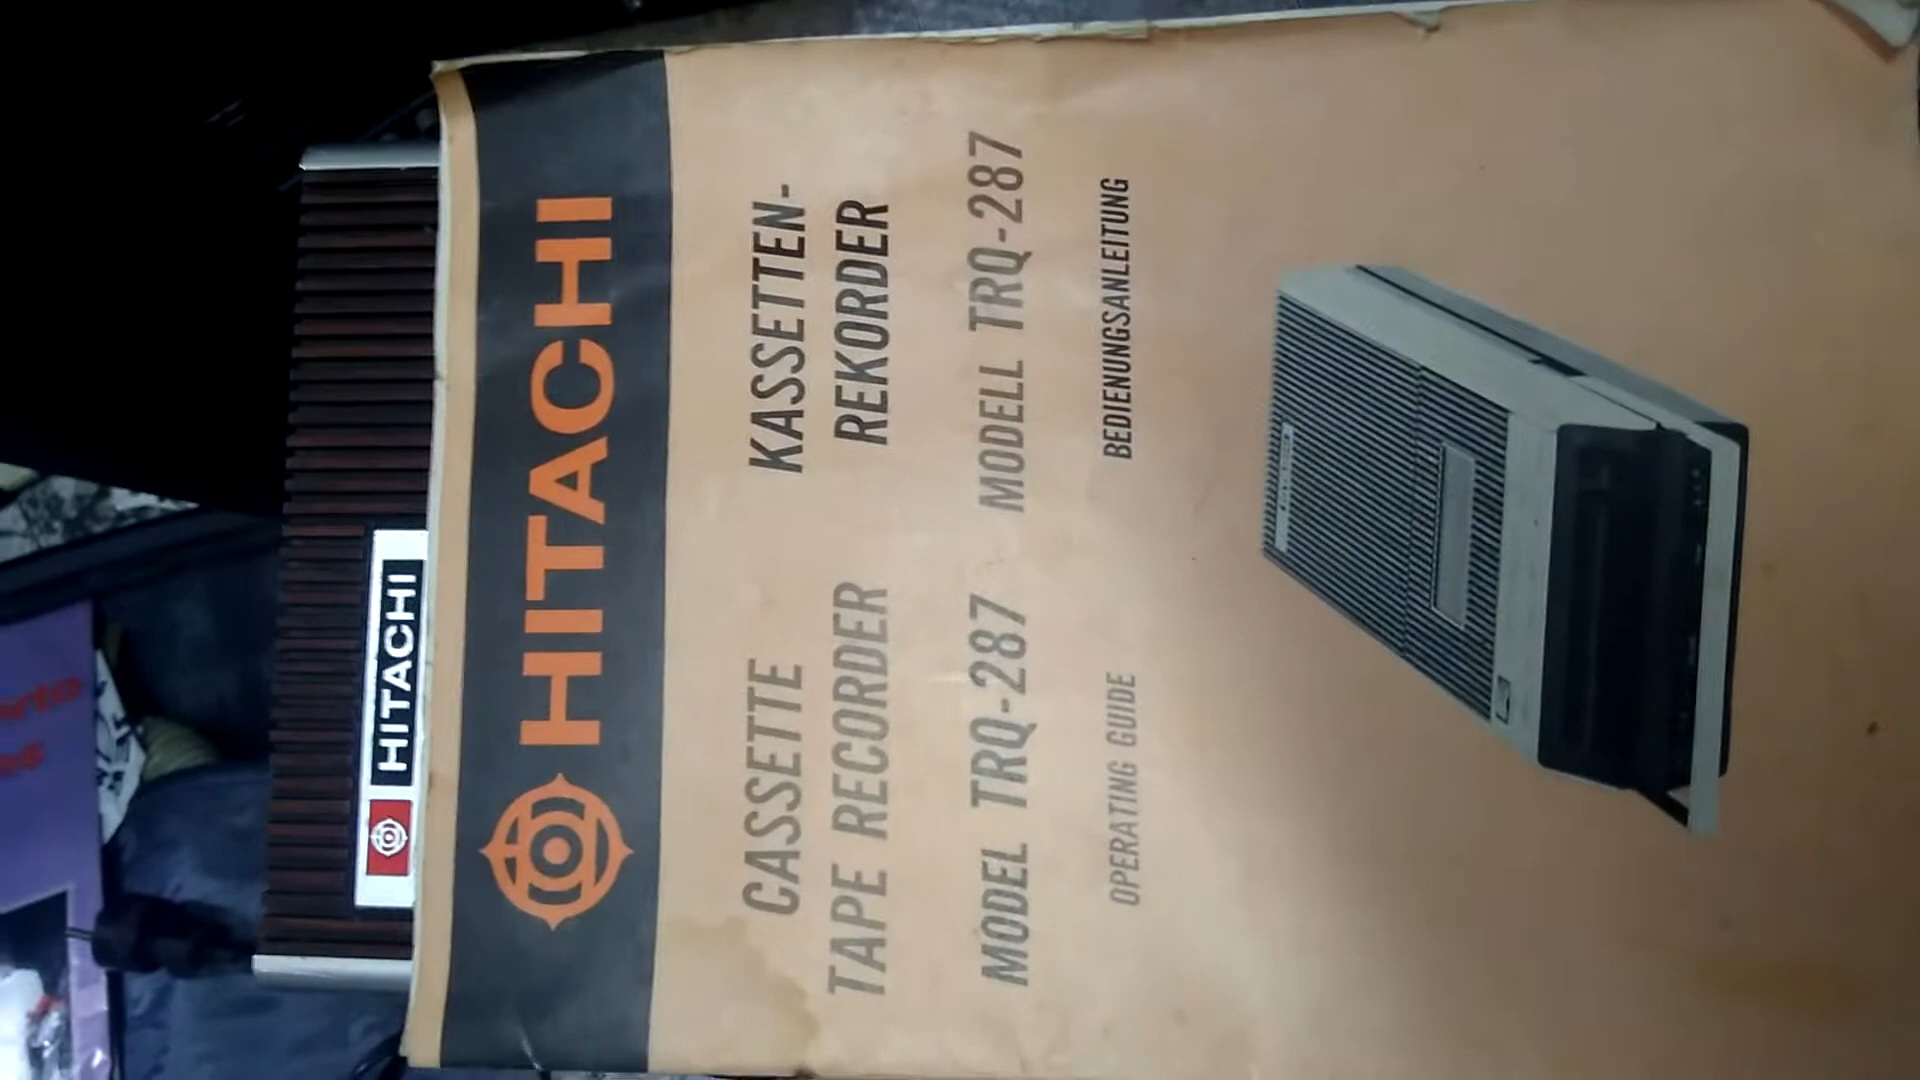 HITACHI
HITACHI
CASSETTE
TAPE RECORDER
MODEL TRQ-287
OPERATING GUIDE
KASSETTEN-
REKORDER
MODELL TRQ-287
BEDIENUNGSANLEITUNG